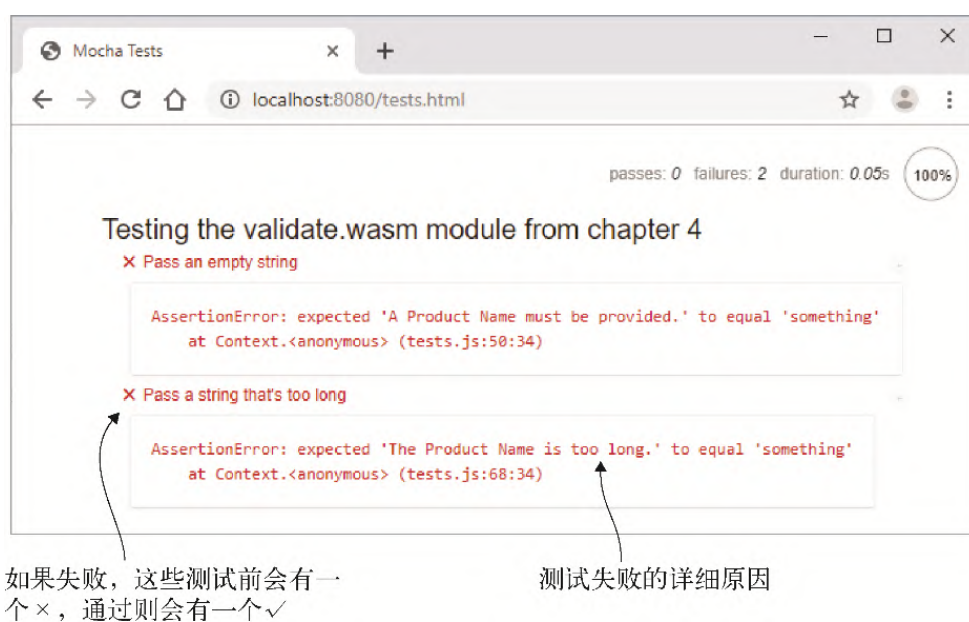 Mocha Tests
localhost:8080/tests.html
passes: 0 failures: 2 duration: 0.05s 100%
Testing the validate.wasm module from chapter 4
× Pass an empty string
AssertionError: expected 'A Product Name must be provided.' to equal 'something'
at Context.<anonymous> (tests.js:50:34)
× Pass a string that's too long
AssertionError: expected 'The Product Name is too long.' to equal 'something'
at Context.<anonymous> (tests.js:68:34)
如果失败，这些测试前会有一
个×，通过则会有一个✓
测试失败的详细原因